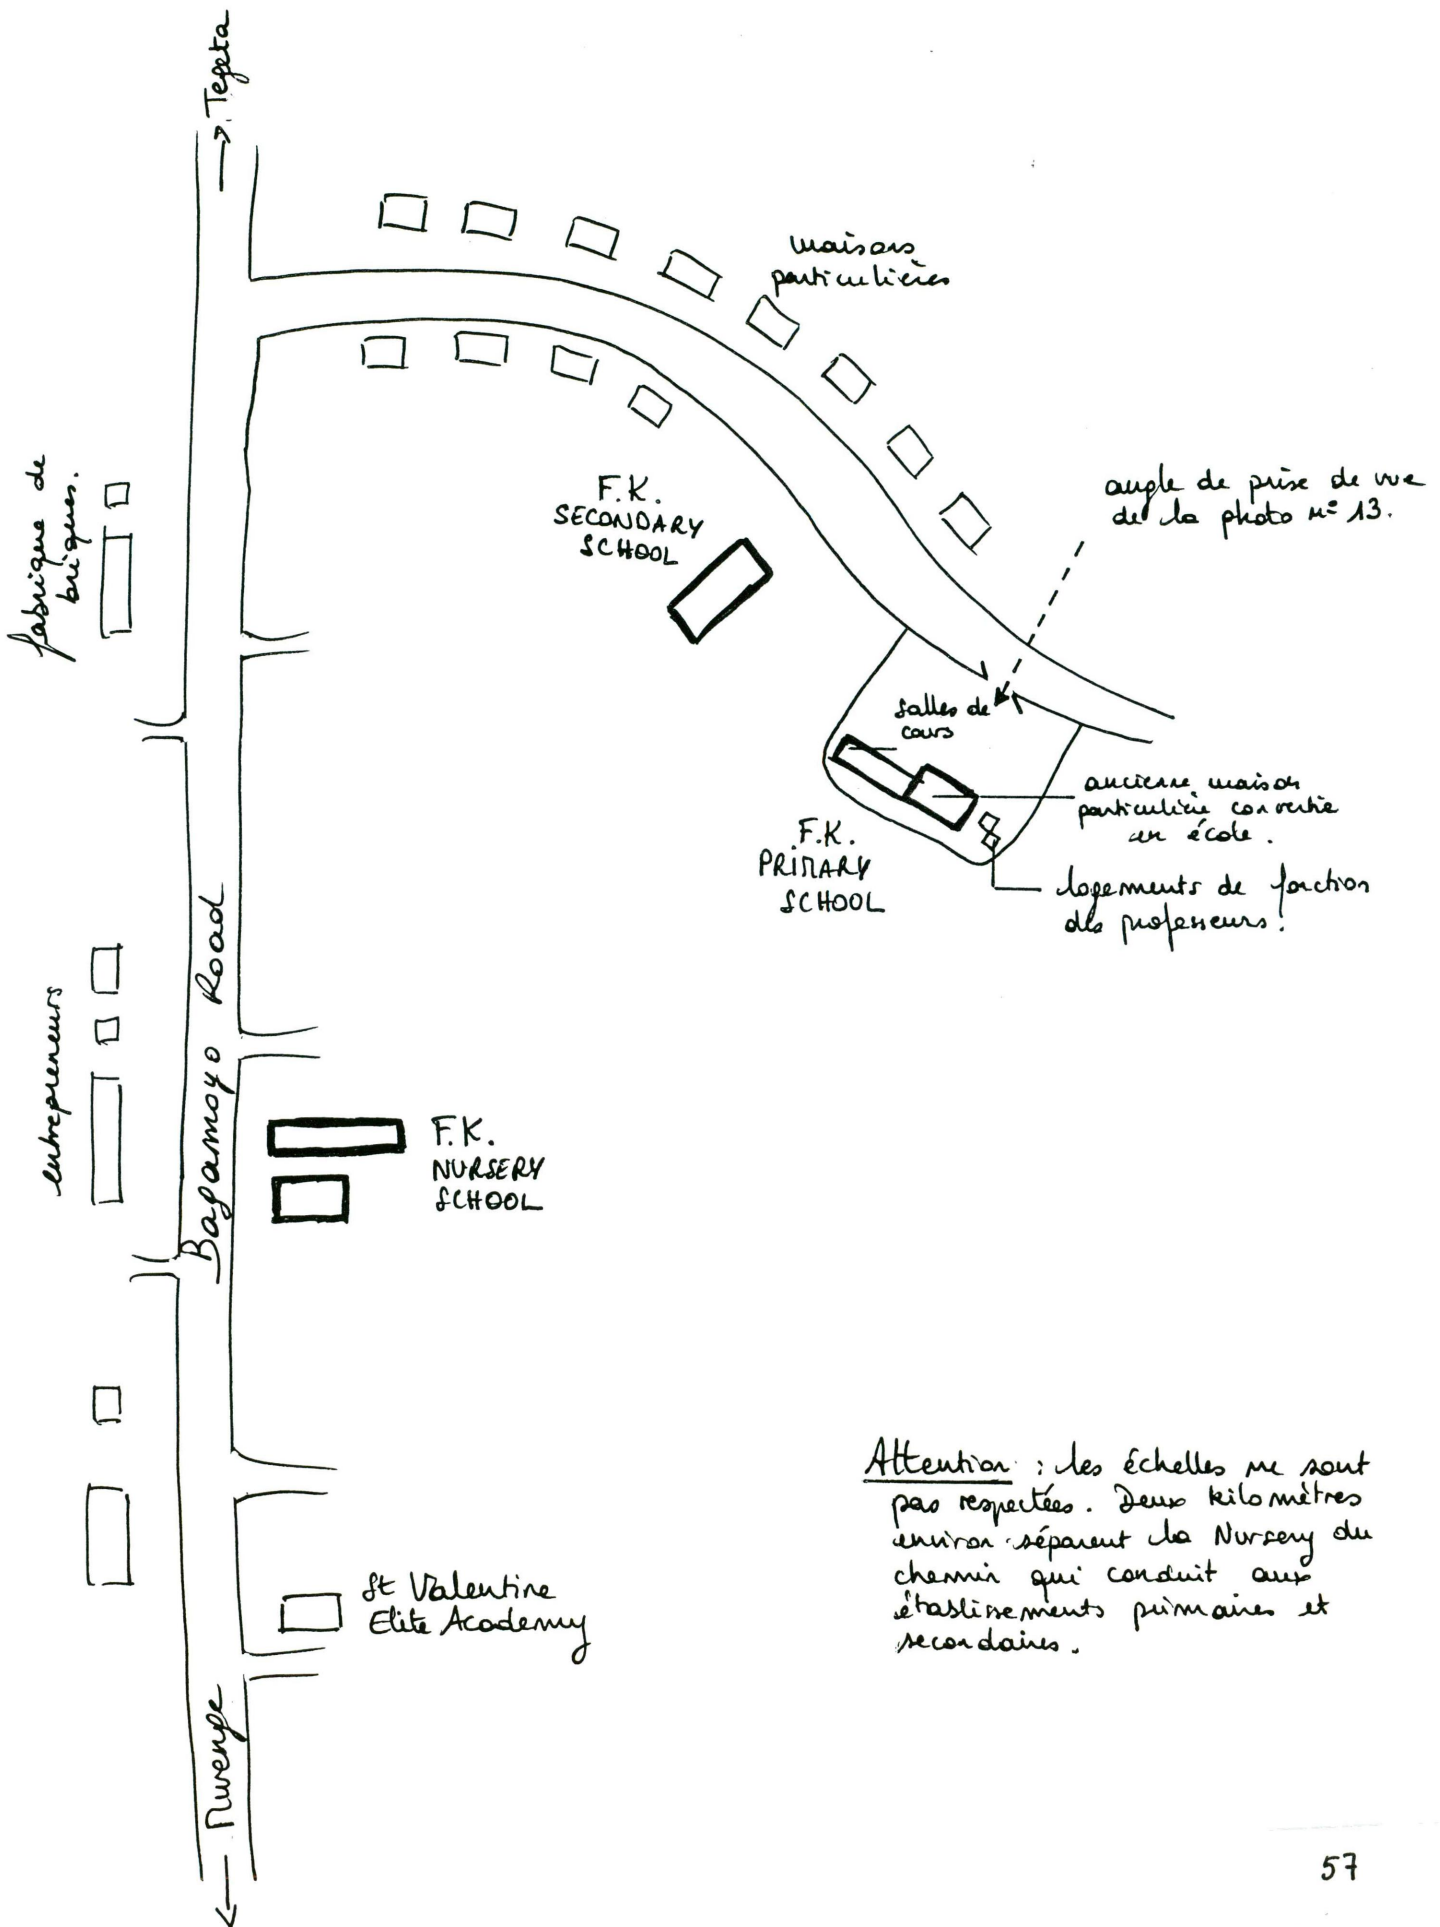 → Tegeta
maisons
particulières
fabrique de
briques.
F.K.
SECONDARY
SCHOOL
angle de prise de vue
de la photo n° 13.
salles de
cours
ancienne maison
particulière convertie
en école.
F.K.
PRIMARY
SCHOOL
logements de fonction
des professeurs.
Bagamoyo Road
entrepreneurs
F.K.
NURSERY
SCHOOL
St Valentine
Elite Academy
Attention : les échelles ne sont
pas respectées. Deux kilomètres
environ séparent la Nursery du
chemin qui conduit aux
établissements primaires et
secondaires.
← Mwenge
57